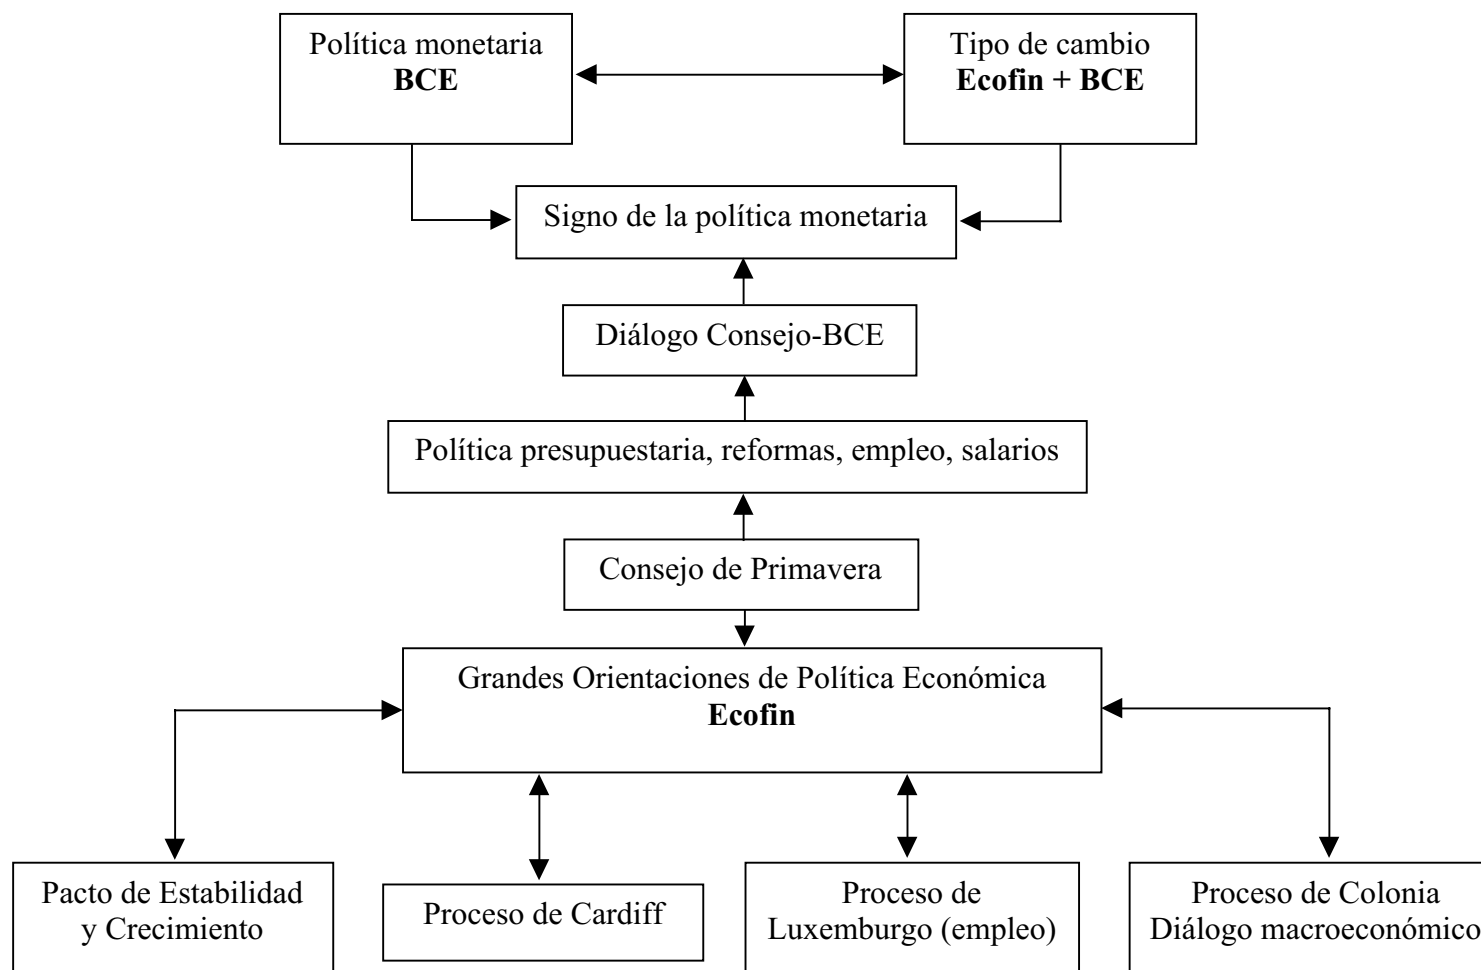 Política monetaria
BCE
Tipo de cambio
Ecofin + BCE
Signo de la política monetaria
Diálogo Consejo-BCE
Política presupuestaria, reformas, empleo, salarios
Consejo de Primavera
Grandes Orientaciones de Política Económica
Ecofin
Pacto de Estabilidad
y Crecimiento
Proceso de Cardiff
Proceso de
Luxemburgo (empleo)
Proceso de Colonia
Diálogo macroeconómico